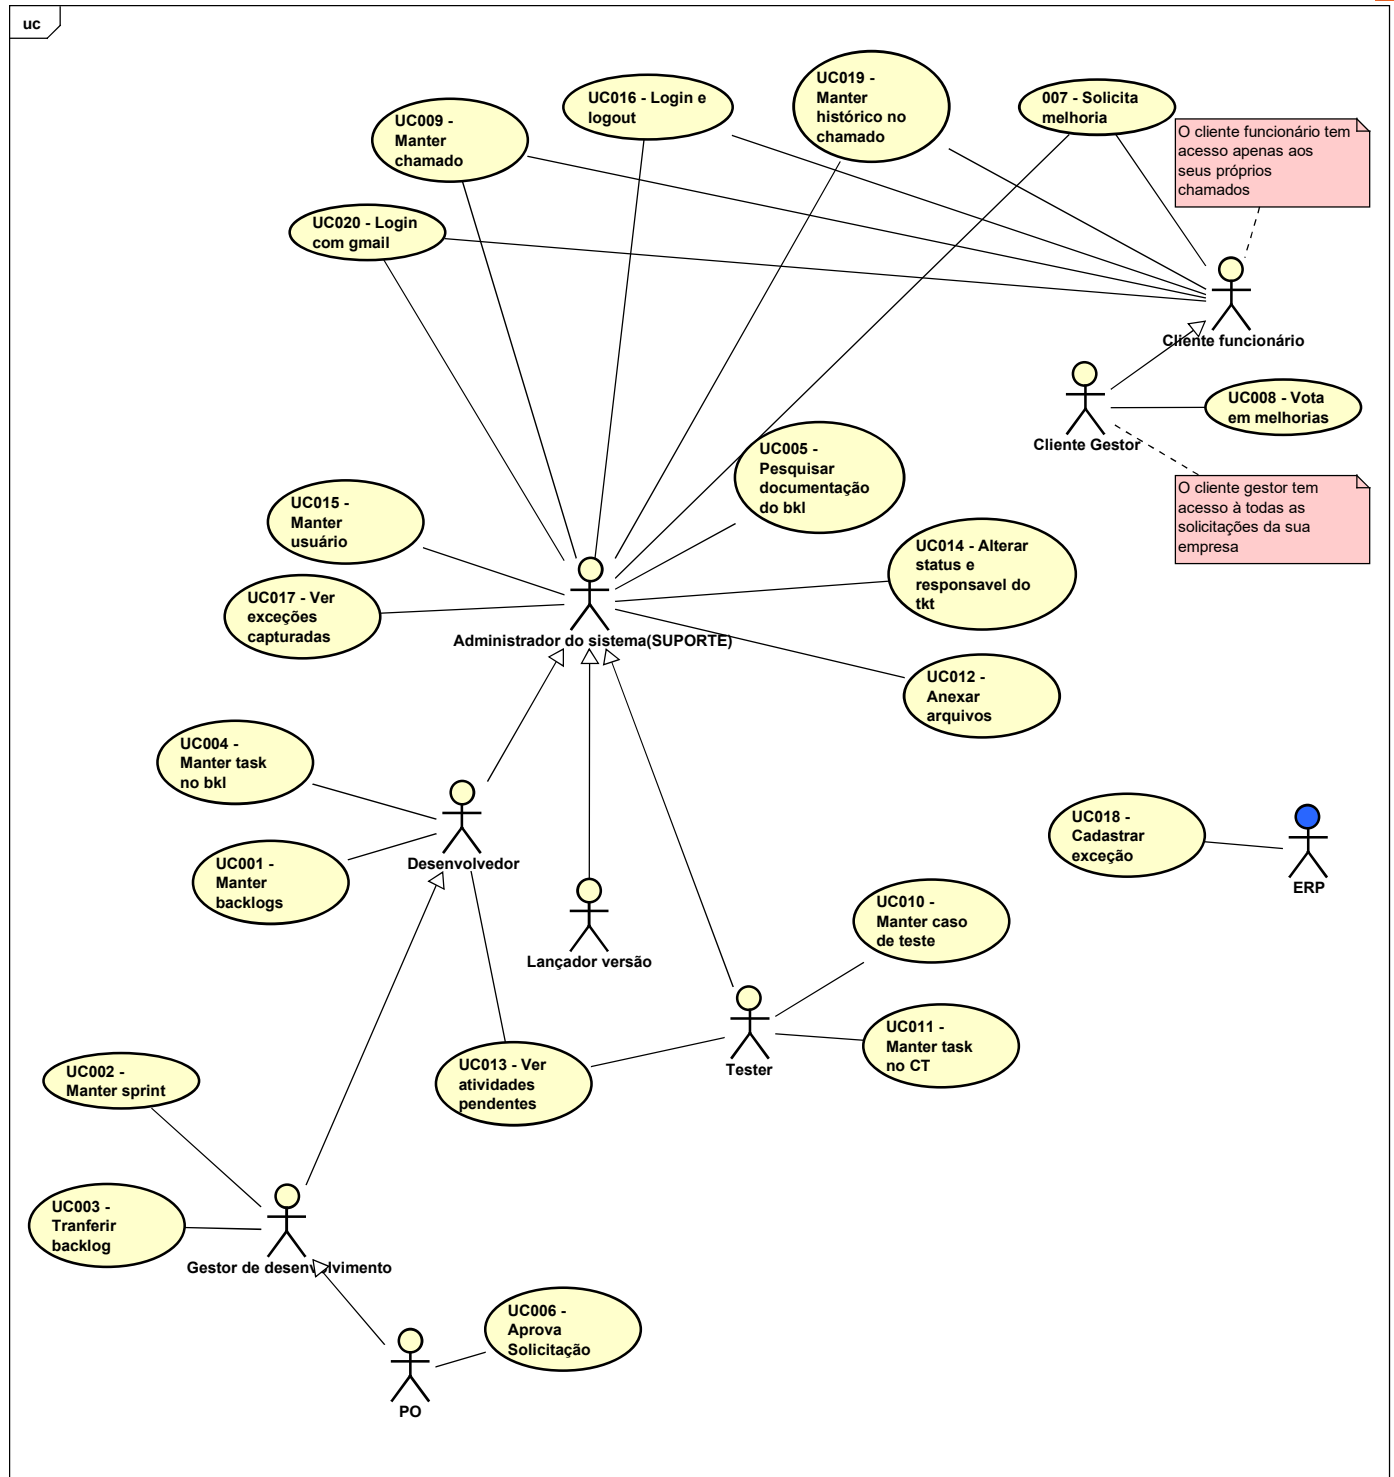 uc
UC016 - Login e
logout
UC019 -
Manter
histórico no
chamado
007 - Solicita
melhoria
UC009 -
Manter
chamado
O cliente funcionário tem
acesso apenas aos
seus próprios
chamados
UC020 - Login
com gmail
Cliente funcionário
UC008 - Vota
em melhorias
Cliente Gestor
UC005 -
Pesquisar
documentação
do bkl
O cliente gestor tem
acesso à todas as
solicitações da sua
empresa
UC015 -
Manter
usuário
UC014 - Alterar
status e
responsavel do
tkt
UC017 - Ver
exceções
capturadas
Administrador do sistema(SUPORTE)
UC012 -
Anexar
arquivos
UC004 -
Manter task
no bkl
UC018 -
Cadastrar
exceção
ERP
UC001 -
Manter
backlogs
Desenvolvedor
UC010 -
Manter caso
de teste
Lançador versão
UC011 -
Manter task
no CT
Tester
UC013 - Ver
atividades
pendentes
UC002 -
Manter sprint
UC003 -
Tranferir
backlog
Gestor de desenvolvimento
UC006 -
Aprova
Solicitação
PO